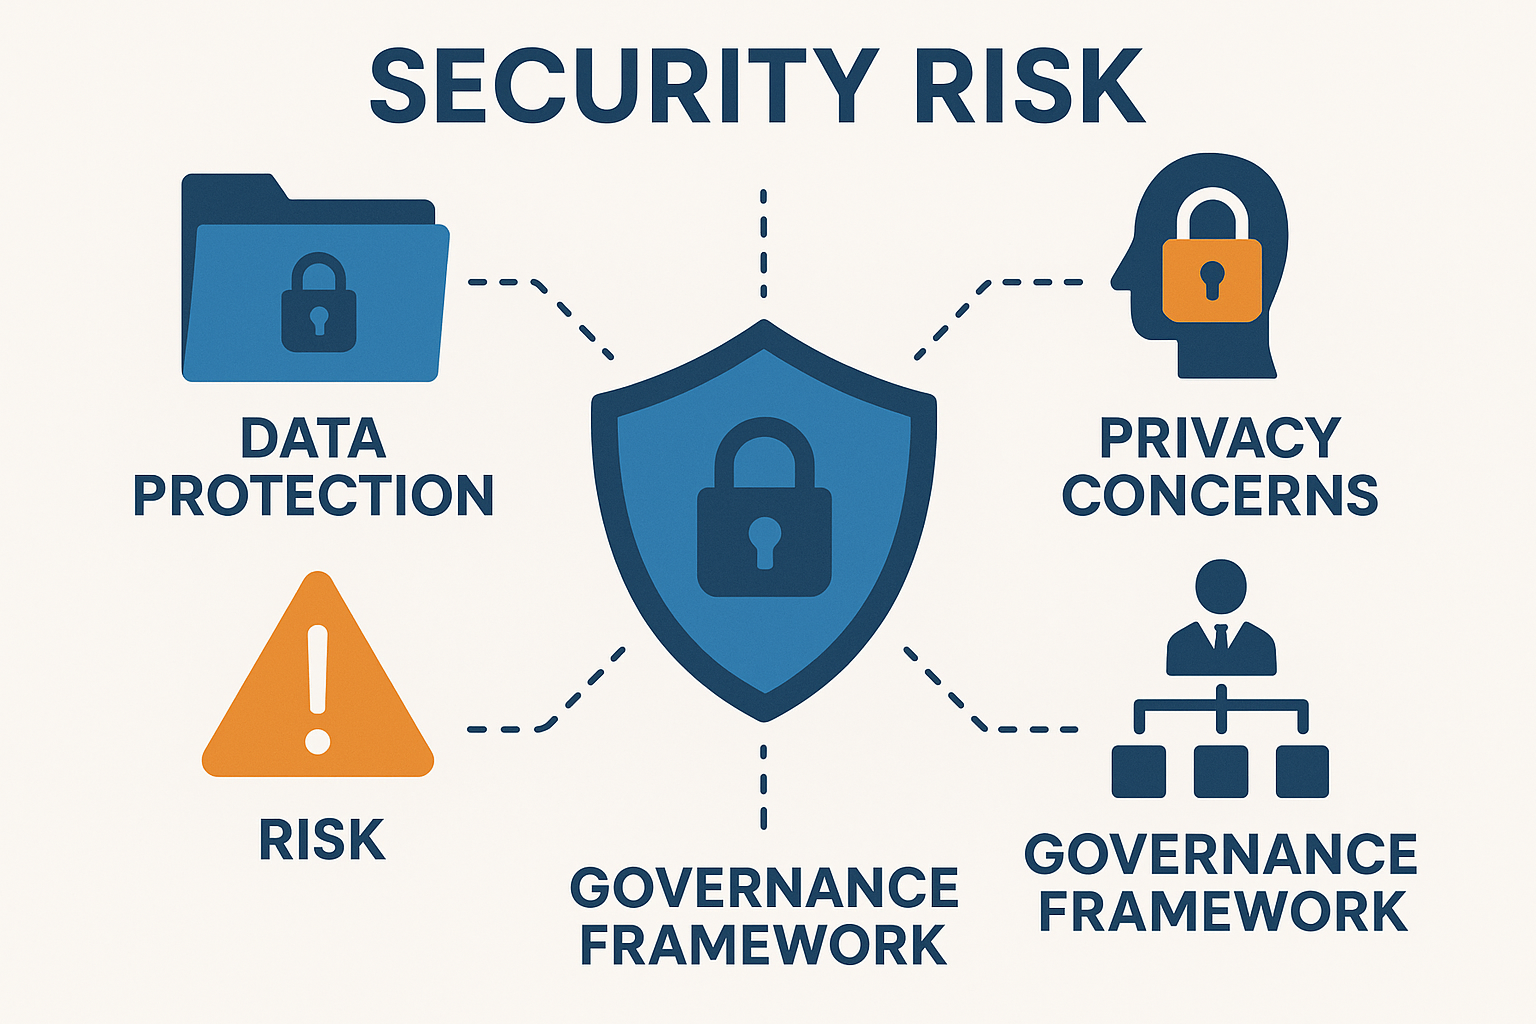 SECURITY RISK
DATA
PROTECTION
PRIVACY
CONCERNS
RISK
GOVERNANCE
FRAMEWORK
GOVERNANCE
FRAMEWORK